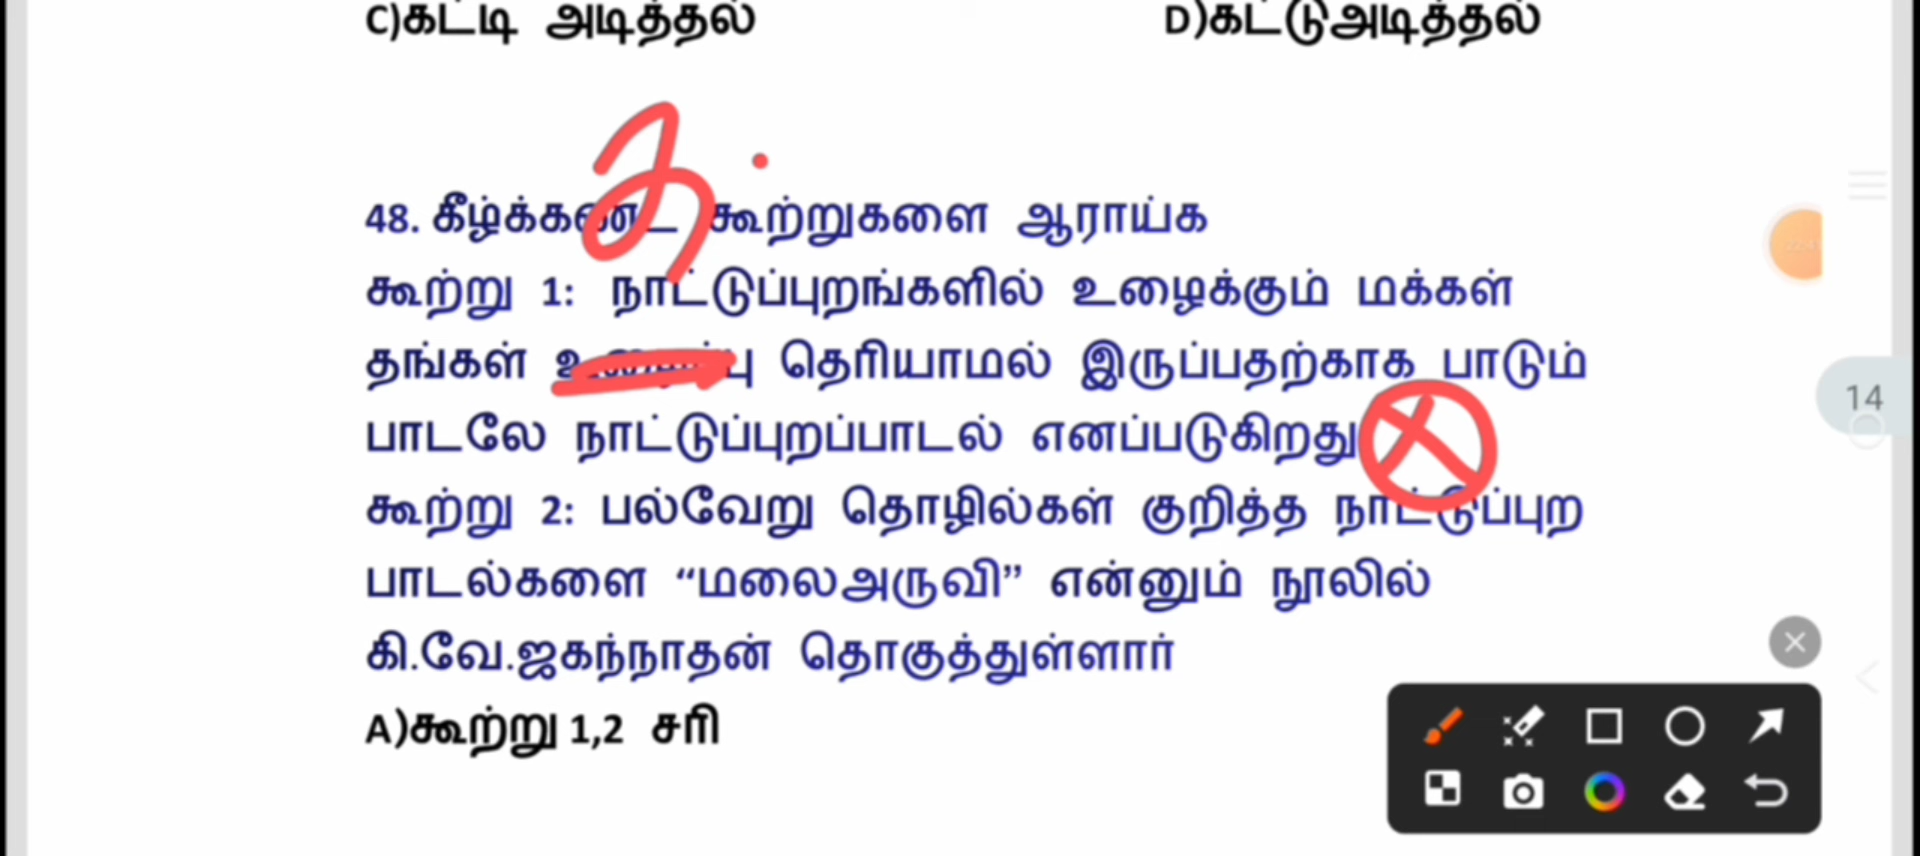 C)கட்டி அடித்தல் D)கட்டுஅடித்தல்
48. கீழ்க்கண்ட கூற்றுகளை ஆராய்க
கூற்று 1: நாட்டுப்புறங்களில் உழைக்கும் மக்கள்
தங்கள் தெரியாமல் இருப்பதற்காக பாடும்
பாடலே நாட்டுப்புறப்பாடல் எனப்படுகிறது
கூற்று 2: பல்வேறு தொழில்கள் குறித்த நாட்டுப்புற
பாடல்களை “மலைஅருவி” என்னும் நூலில்
கி.வே.ஜகந்நாதன் தொகுத்துள்ளார்
A)கூற்று 1,2 சரி
14